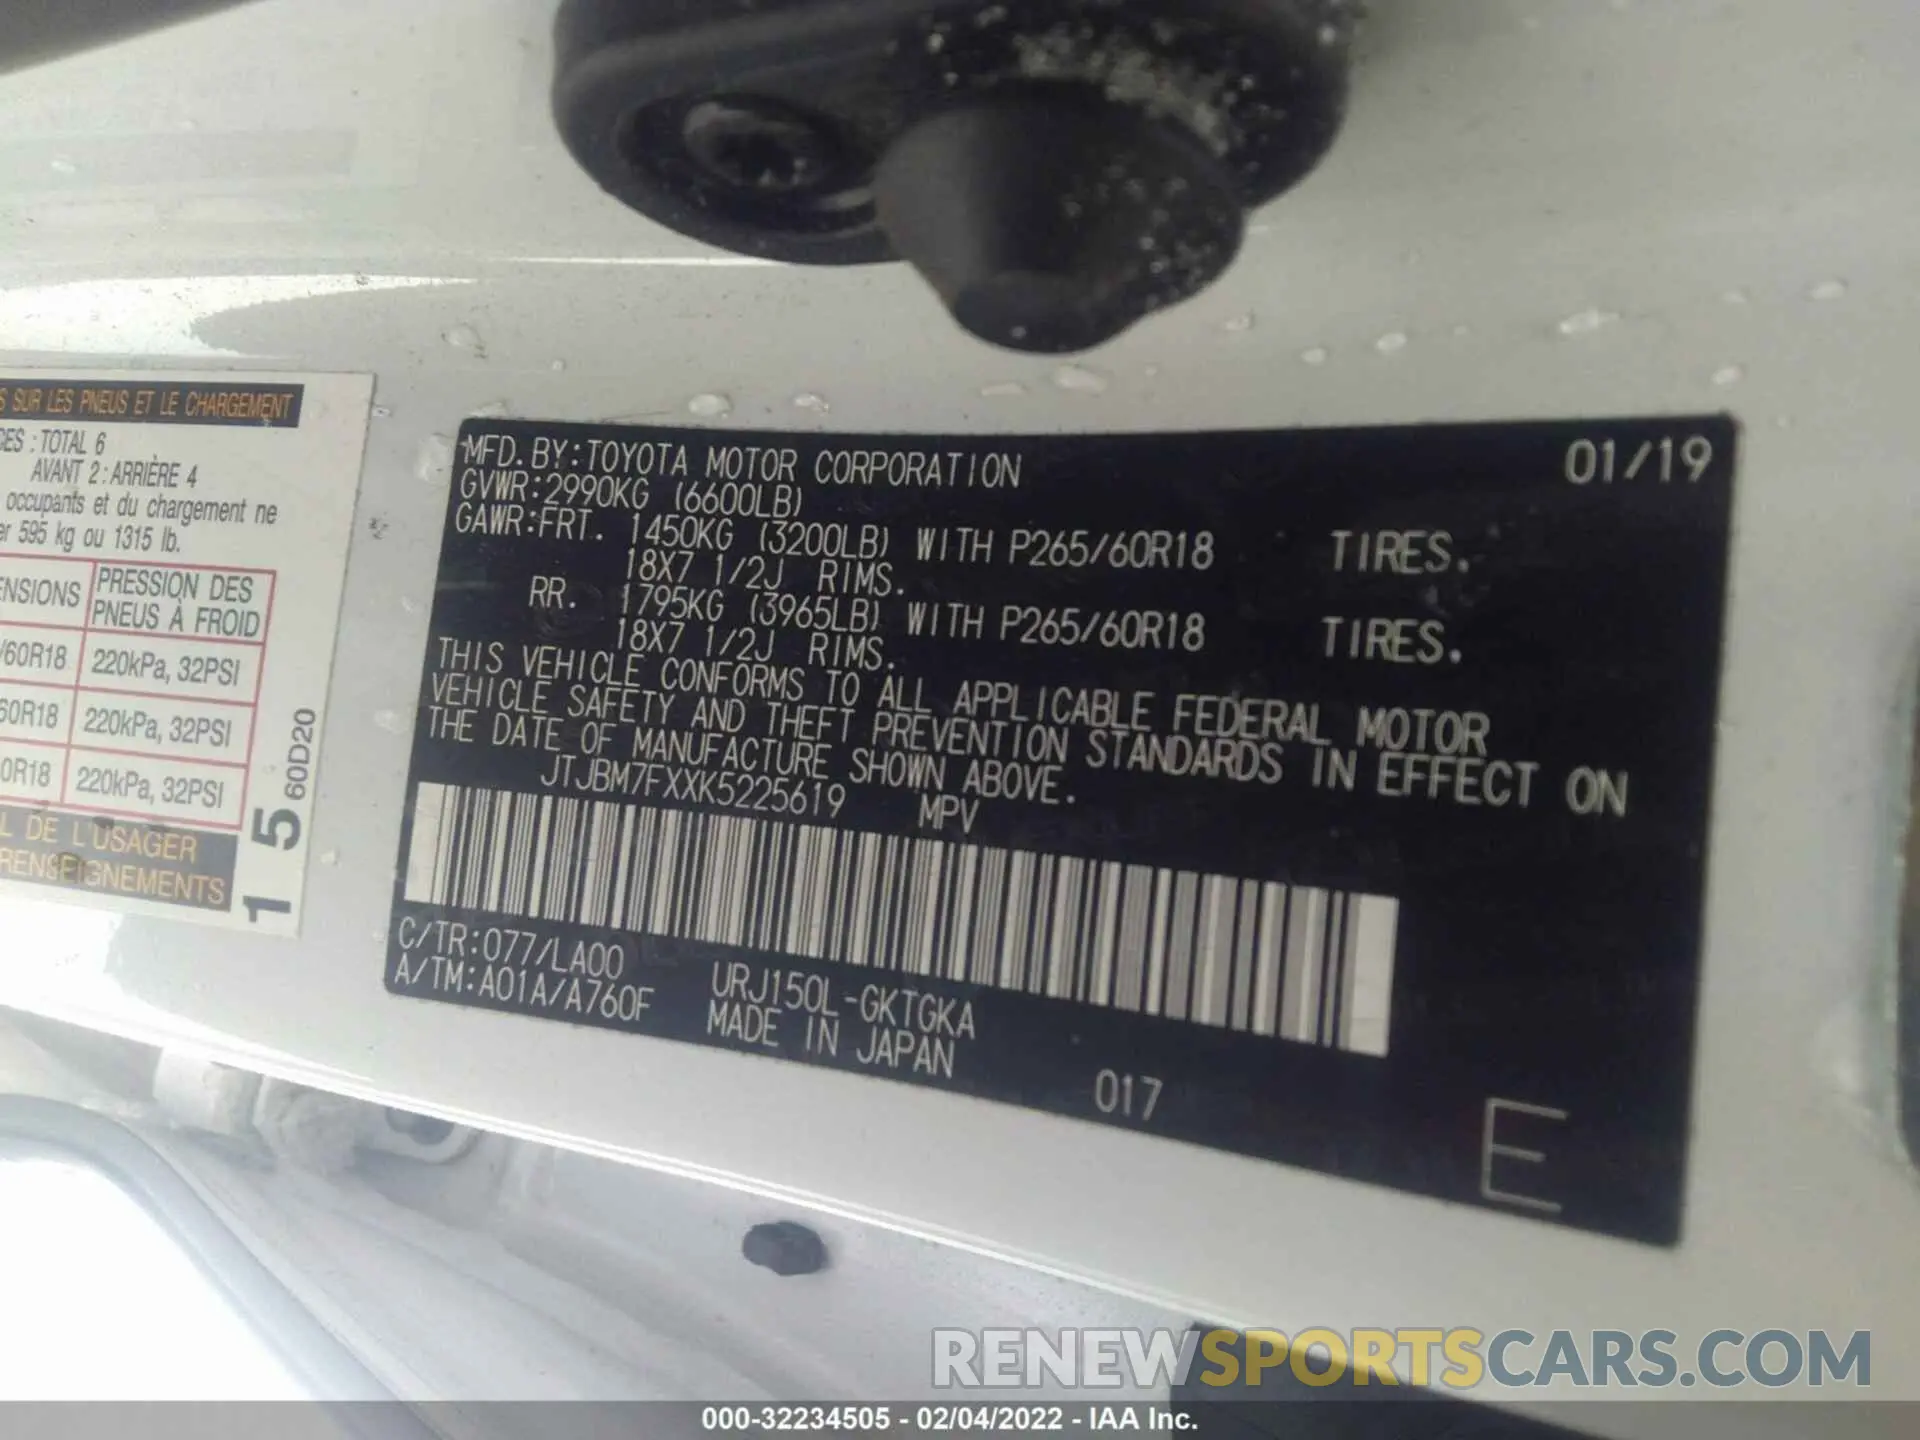 S SUR LES PNEUS ET LE CHARGEMENT
CES : TOTAL 6
AVANT 2 : ARRIÈRE 4
occupants et du chargement ne
er 595 kg ou 1315 lb.
ENSIONS PRESSION DES
PNEUS À FROID
/60R18 220kPa, 32PSI
60R18 220kPa, 32PSI
0R18 220kPa, 32PSI
L DE L'USAGER
RENSEIGNEMENTS
1 5 60D20
MFD. BY: TOYOTA MOTOR CORPORATION 01/19
GVWR: 2990KG (6600LB)
GAWR: FRT. 1450KG (3200LB) WITH P265/60R18 TIRES.
18X7 1/2J RIMS.
RR. 1795KG (3965LB) WITH P265/60R18 TIRES.
18X7 1/2J RIMS.
THIS VEHICLE CONFORMS TO ALL APPLICABLE FEDERAL MOTOR
VEHICLE SAFETY AND THEFT PREVENTION STANDARDS IN EFFECT ON
THE DATE OF MANUFACTURE SHOWN ABOVE.
JTJBM7FXXK5225619 MPV
C/TR: 077/LA00 URJ150L-GKTGKA
A/TM: A01A/A760F MADE IN JAPAN
017
E
RENEWSPORTSCARS.COM
000-32234505 - 02/04/2022 - IAA Inc.